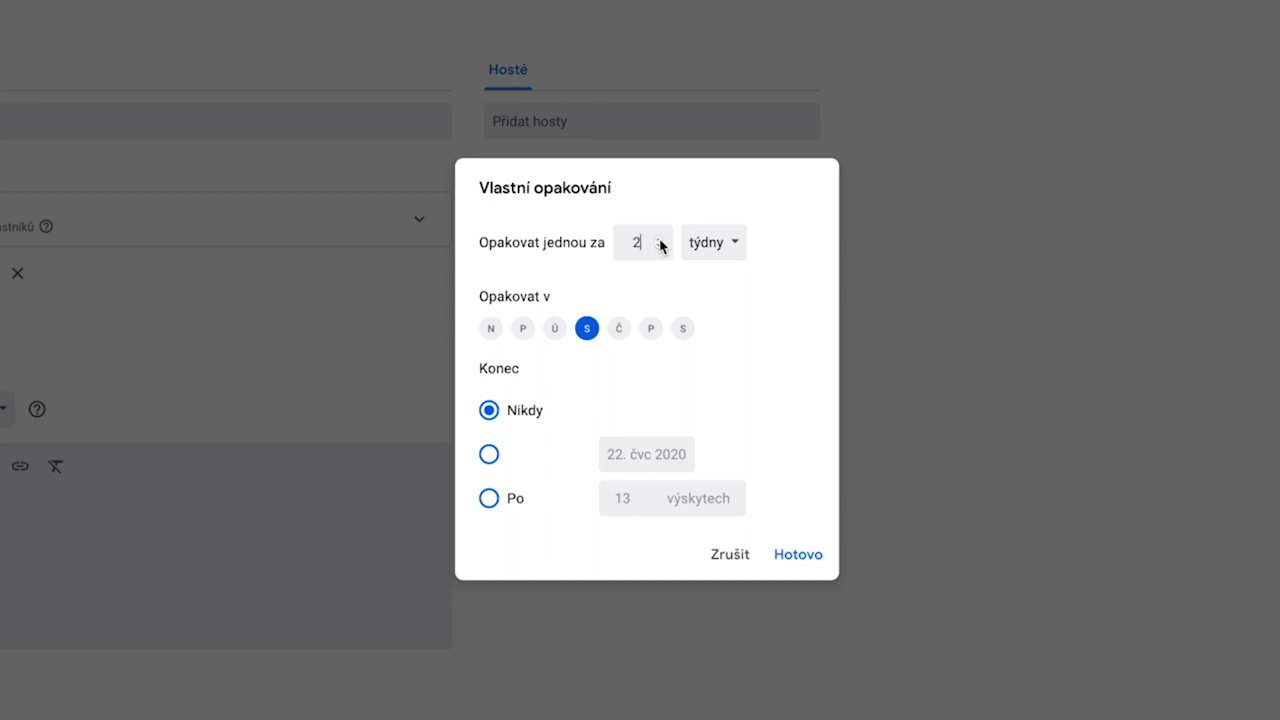 Hosté
Přidat hosty
astníků
Vlastní opakování
Opakovat jednou za 2 týdny
Opakovat v
N P Ú S Č P S
Konec
Nikdy
22. čvc 2020
Po 13 výskytech
Zrušit Hotovo